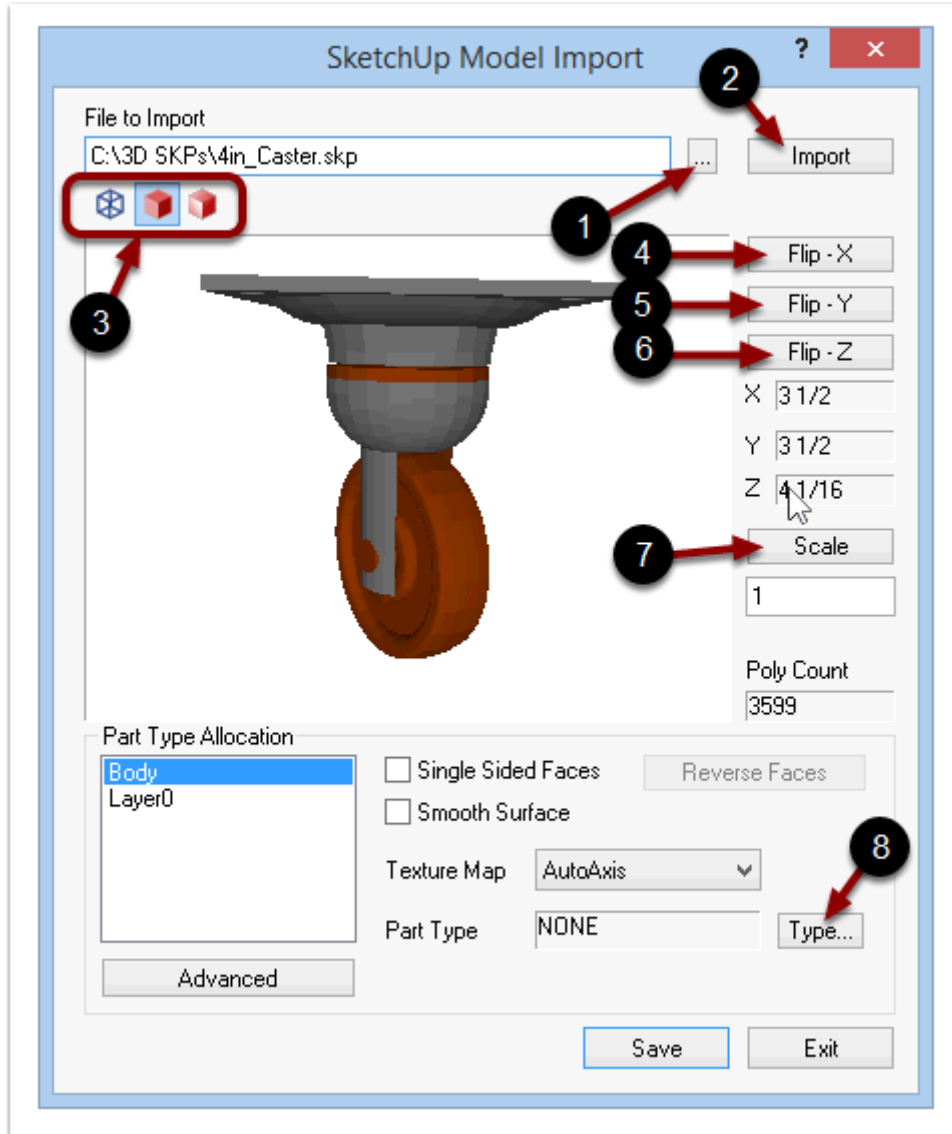 SketchUp Model Import
?
×
2
File to Import
C:\3D SKPs\4in_Caster.skp
...
Import
1
3
4
Flip - X
5
Flip - Y
6
Flip - Z
X 3 1/2
Y 3 1/2
Z 4 1/16
7
Scale
1
Poly Count
3599
Part Type Allocation
Body
Layer0
Single Sided Faces
Reverse Faces
Smooth Surface
8
Texture Map AutoAxis
Part Type NONE Type...
Advanced
Save Exit